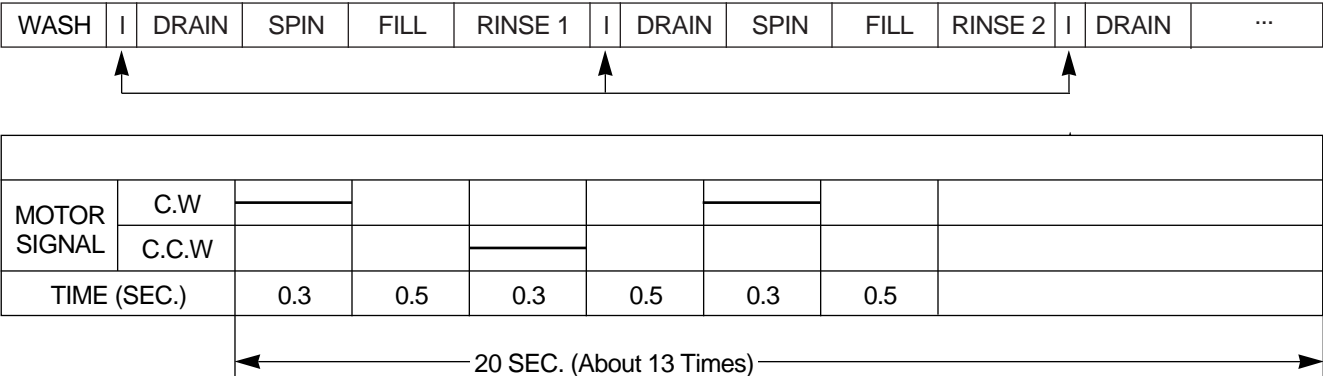 WASH I DRAIN SPIN FILL RINSE 1 I DRAIN SPIN FILL RINSE 2 I DRAIN ...
MOTOR SIGNAL C.W
C.C.W
TIME (SEC.) 0.3 0.5 0.3 0.5 0.3 0.5
20 SEC. (About 13 Times)